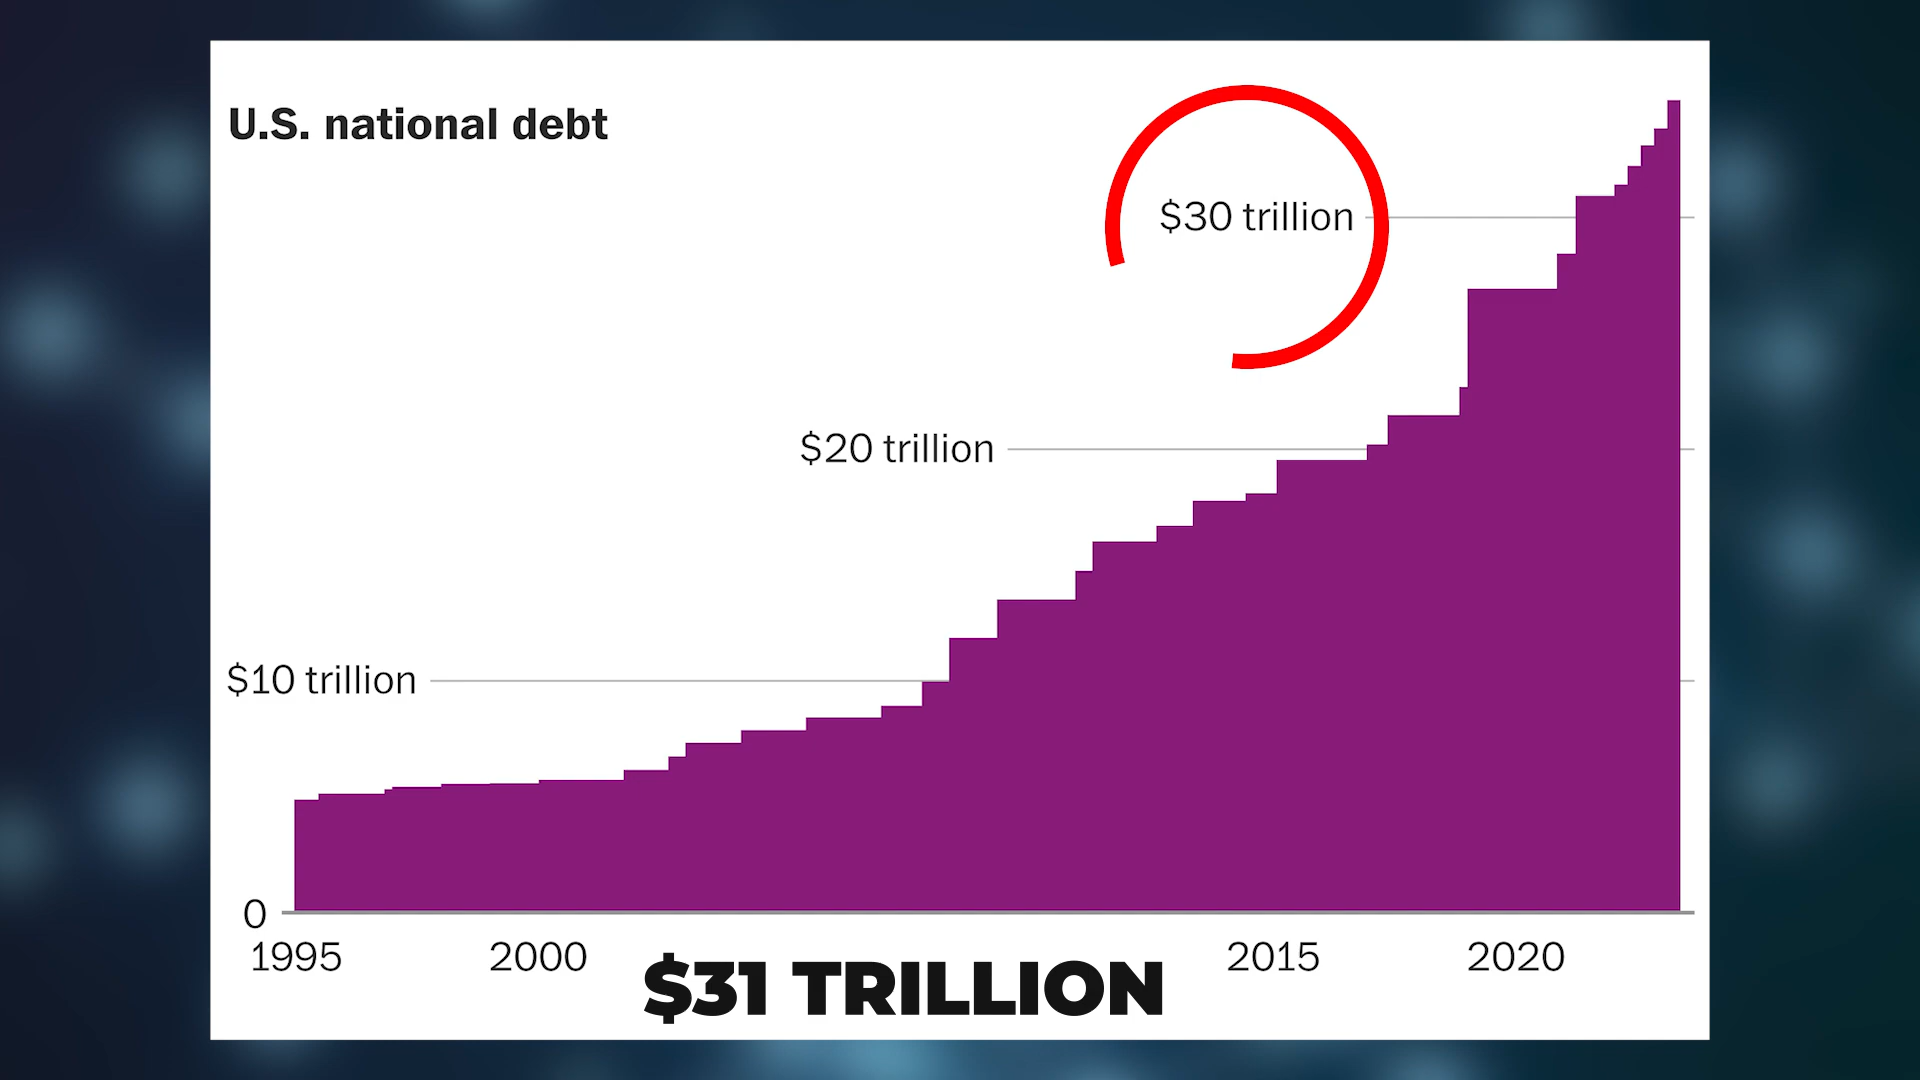 U.S. national debt
$30 trillion
$20 trillion
$10 trillion
0
1995 2000 2015 2020
$31 TRILLION